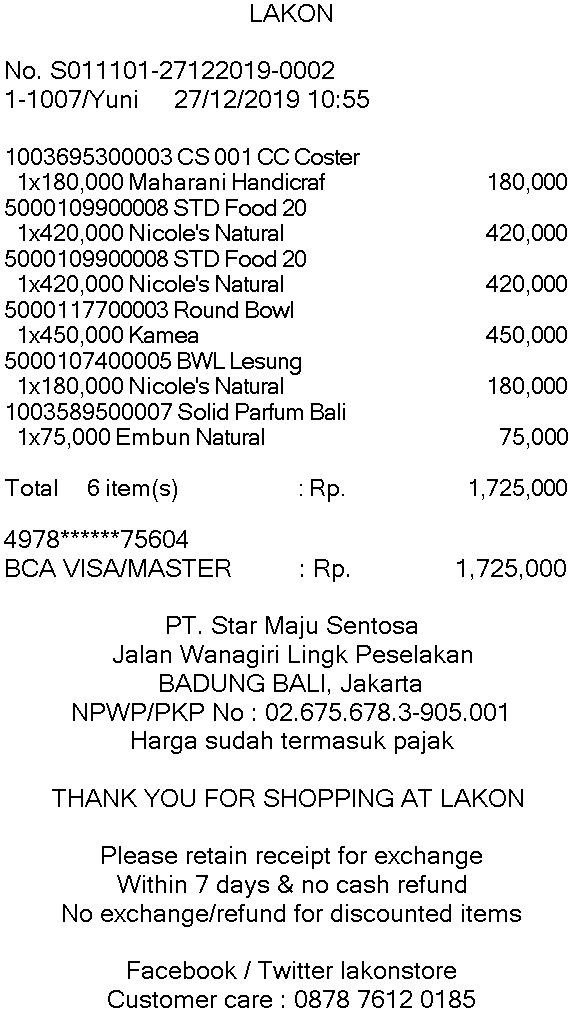 LAKON
No. S011101-27122019-0002
1-1007/Yuni 27/12/2019 10:55
1003695300003 CS 001 CC Coster
1x180,000 Maharani Handicraf 180,000
5000109900008 STD Food 20
1x420,000 Nicole's Natural 420,000
5000109900008 STD Food 20
1x420,000 Nicole's Natural 420,000
5000117700003 Round Bowl
1x450,000 Kamea 450,000
5000107400005 BWL Lesung
1x180,000 Nicole's Natural 180,000
1003589500007 Solid Parfum Bali
1x75,000 Embun Natural 75,000
Total 6 item(s) : Rp. 1,725,000
4978******75604
BCA VISA/MASTER : Rp. 1,725,000
PT. Star Maju Sentosa
Jalan Wanagiri Lingk Peselakan
BADUNG BALI, Jakarta
NPWP/PKP No : 02.675.678.3-905.001
Harga sudah termasuk pajak
THANK YOU FOR SHOPPING AT LAKON
Please retain receipt for exchange
Within 7 days & no cash refund
No exchange/refund for discounted items
Facebook / Twitter lakonstore
Customer care : 0878 7612 0185